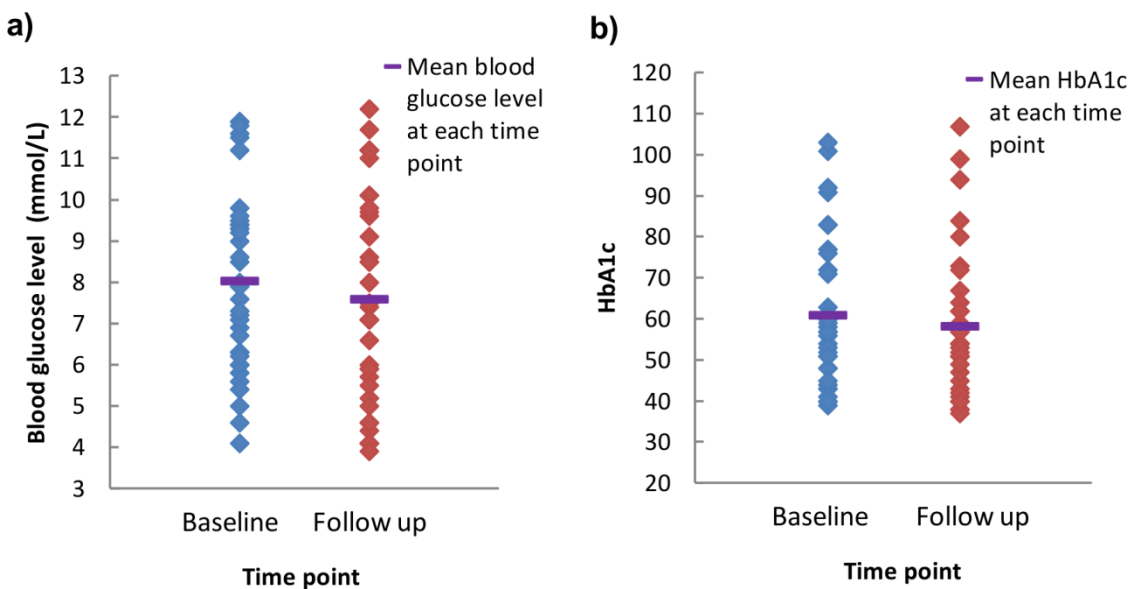 a)
Blood glucose level (mmol/L)
13
12
11
10
9
8
7
6
5
4
3
Mean blood
glucose level
at each time
point
Baseline Follow up
Time point
b)
HbA1c
120
110
100
90
80
70
60
50
40
30
20
Mean HbA1c
at each time
point
Baseline Follow up
Time point